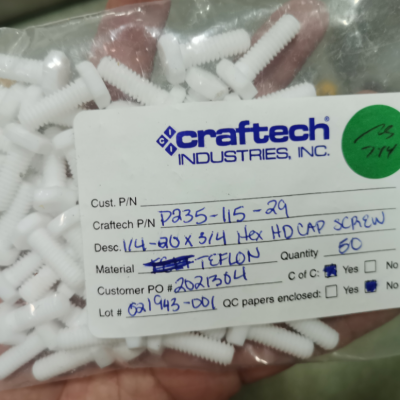 craftech®
INDUSTRIES, INC.
Cust. P/N
Craftech P/N P235-115-29
Desc. 1/4-20 x 3/4 Hex HD CAP SCREW
Material TEFLON Quantity 50
Customer PO # 2021304 C of C: Yes No
Lot # 021943-001 QC papers enclosed: Yes No